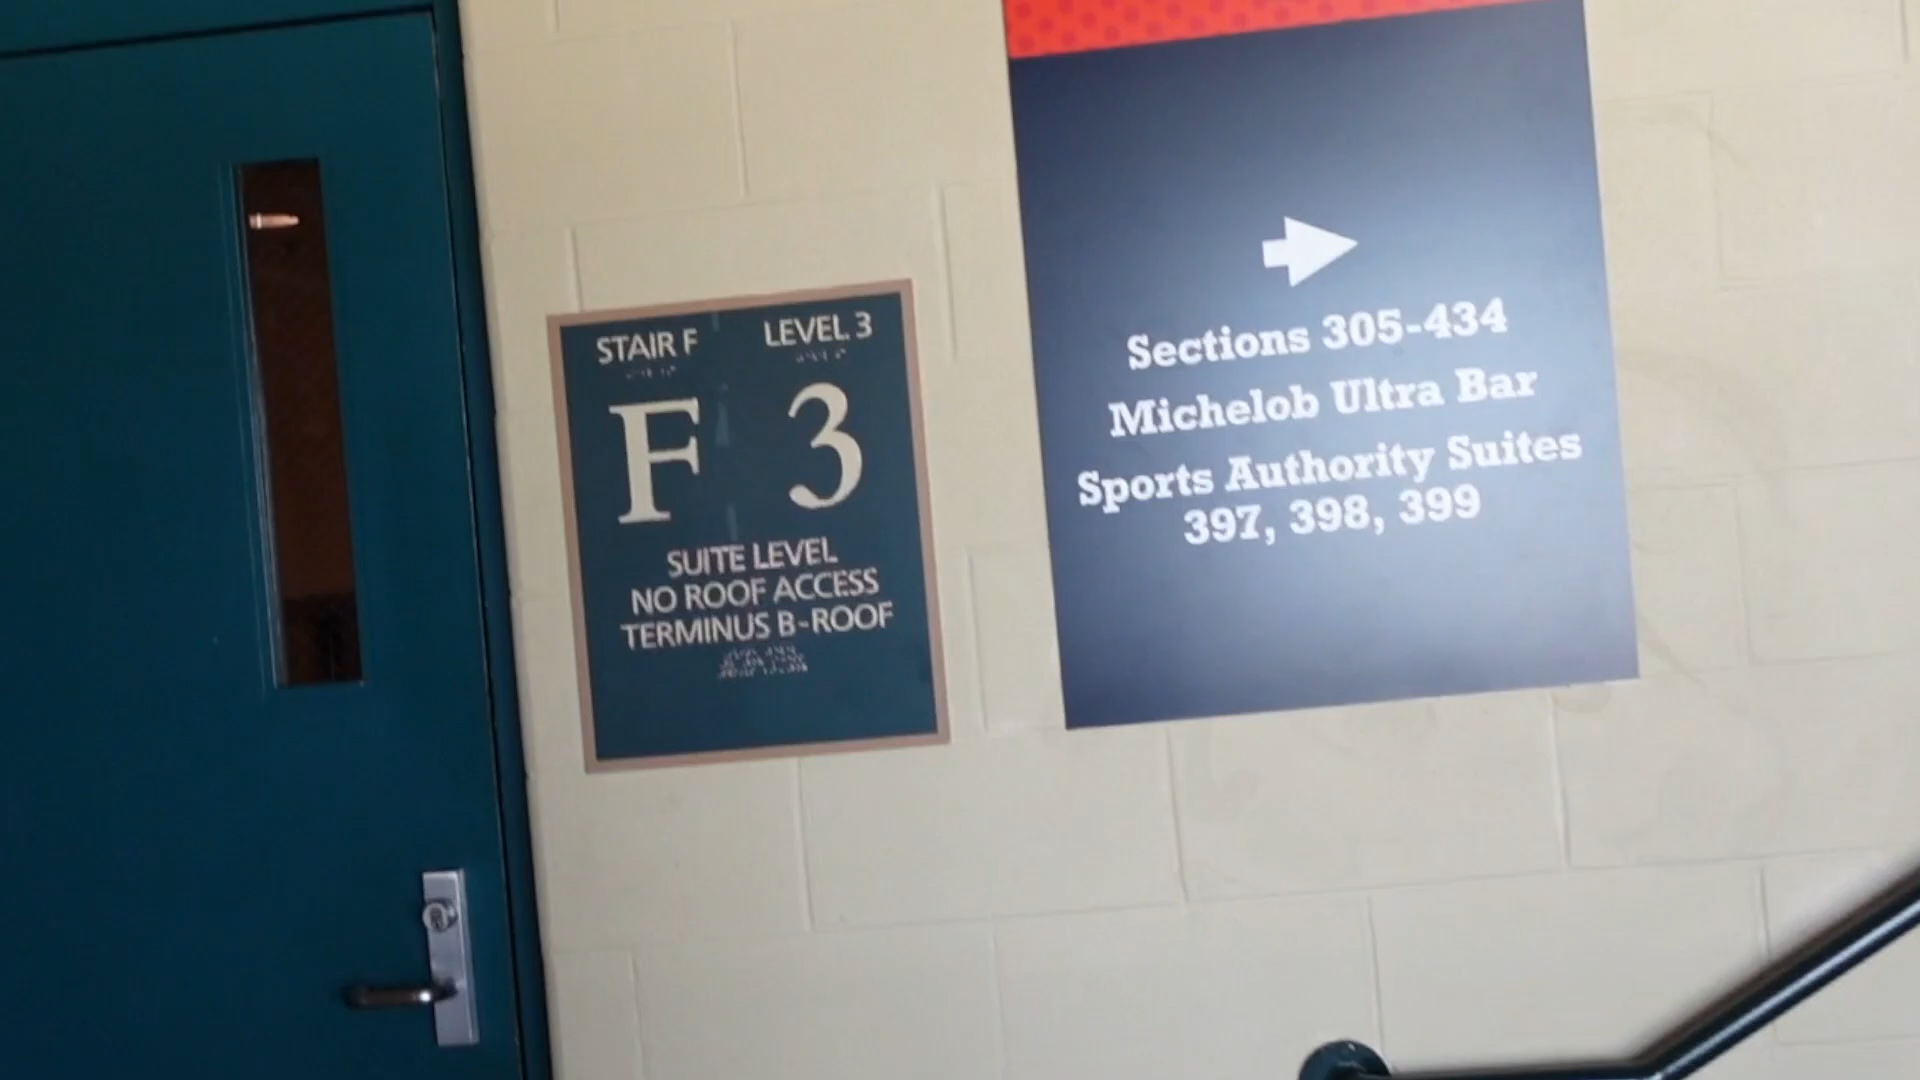 STAIR F LEVEL 3
F 3
SUITE LEVEL
NO ROOF ACCESS
TERMINUS B-ROOF
Sections 305-434
Michelob Ultra Bar
Sports Authority Suites
397, 398, 399